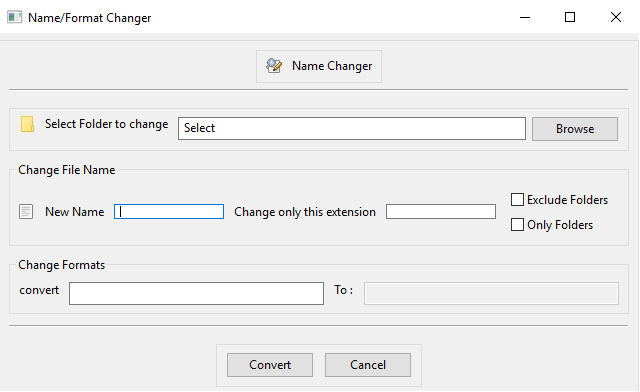 Name/Format Changer
Name Changer
Select Folder to change Select Browse
Change File Name
New Name Change only this extension Exclude Folders
Only Folders
Change Formats
convert To :
Convert Cancel